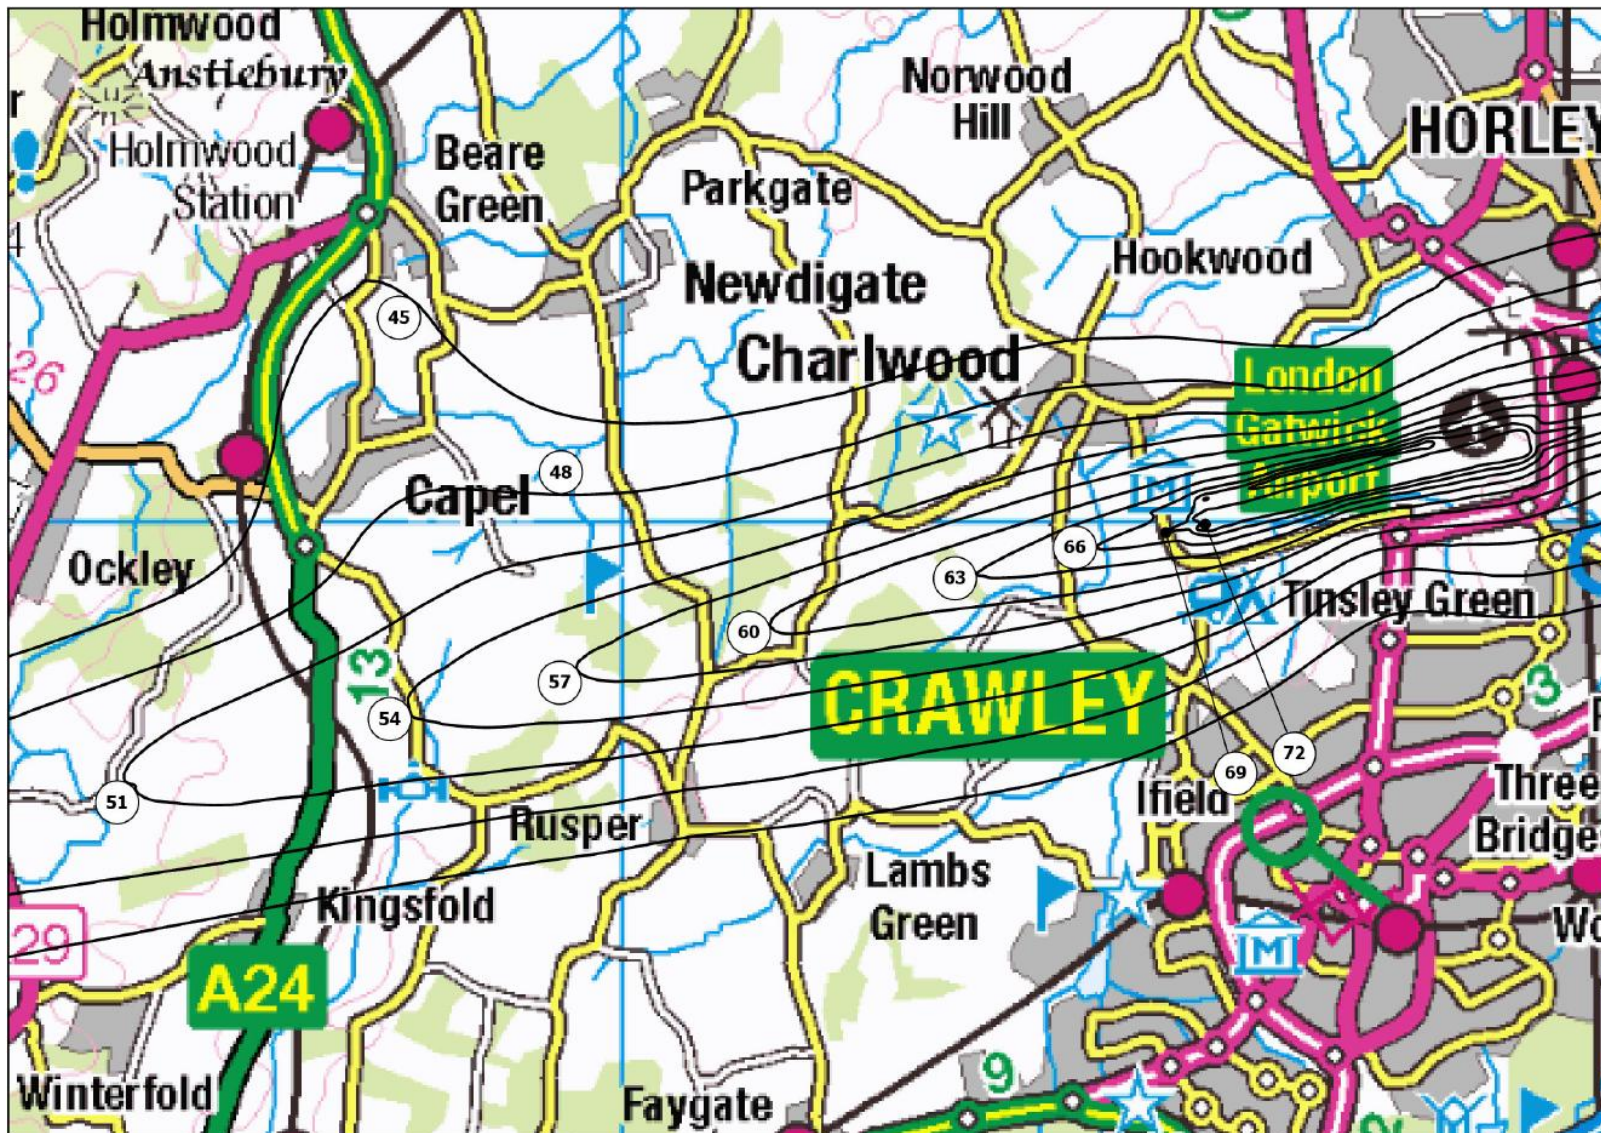 Holmwood
Anstiebury
r
Holmwood
Station
4
26
Beare
Green
Norwood
Hill
HORLEY
Parkgate
Hookwood
Newdigate
45
Charlwood
London
Gatwick
Airport
48
Capel
M
66
63
Ockley
Tinsley Green
60
57
13
54
CRAWLEY
3
72
69
51
Ifield
Three
Bridges
Rusper
Lambs
Green
Kingsfold
29
M
Wo
A24
9
Winterfold
Faygate